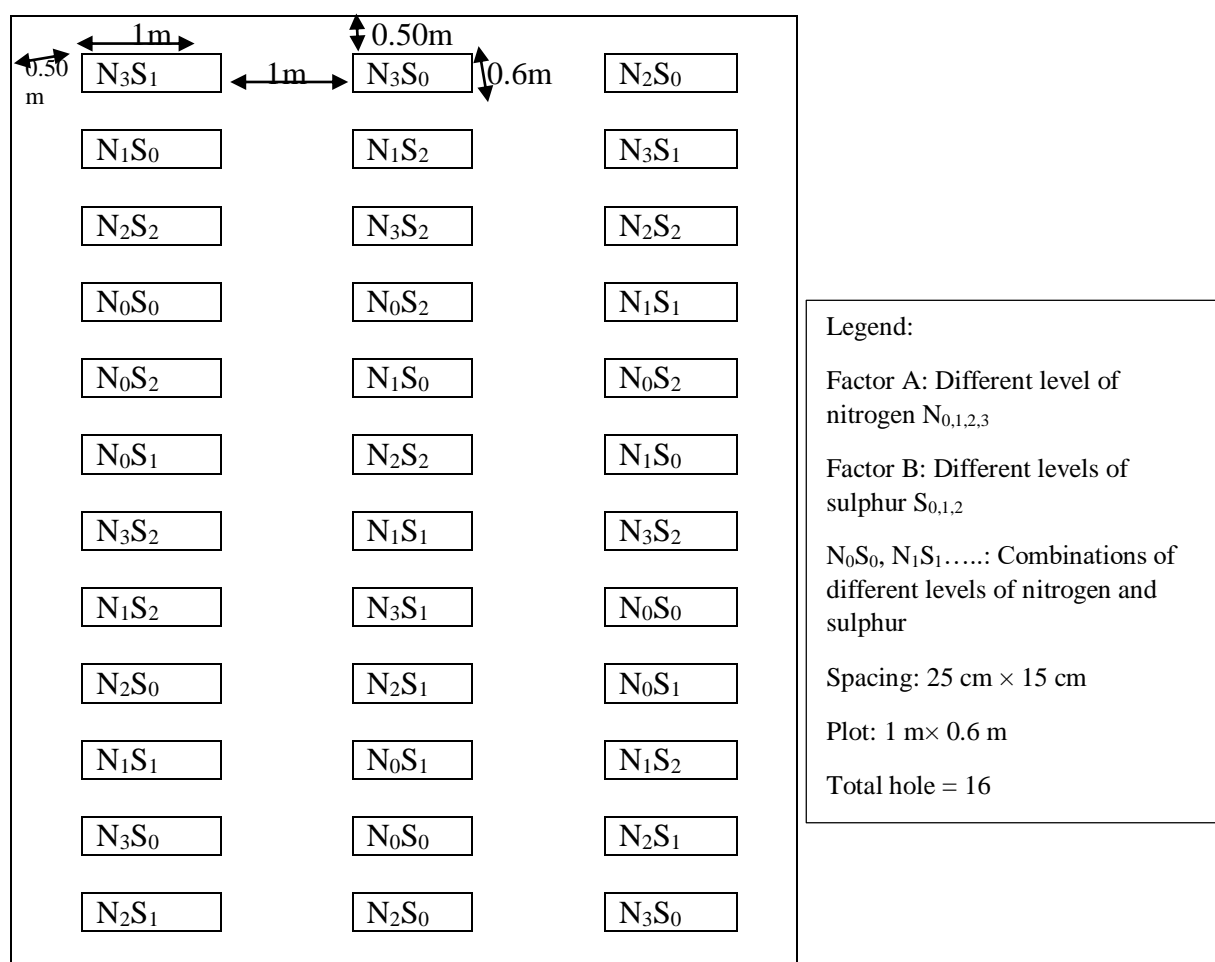 1m
0.50m
0.50
m
N₃S₁
1m
N₃S₀
0.6m
N₂S₀
N₁S₀
N₁S₂
N₃S₁
N₂S₂
N₃S₂
N₂S₂
N₀S₀
N₀S₂
N₁S₁
N₀S₂
N₁S₀
N₀S₂
N₀S₁
N₂S₂
N₁S₀
N₃S₂
N₁S₁
N₃S₂
N₁S₂
N₃S₁
N₀S₀
N₂S₀
N₂S₁
N₀S₁
N₁S₁
N₀S₁
N₁S₂
N₃S₀
N₀S₀
N₂S₁
N₂S₁
N₂S₀
N₃S₀
Legend:
Factor A: Different level of
nitrogen N₀,₁,₂,₃
Factor B: Different levels of
sulphur S₀,₁,₂
N₀S₀, N₁S₁…..: Combinations of
different levels of nitrogen and
sulphur
Spacing: 25 cm × 15 cm
Plot: 1 m× 0.6 m
Total hole = 16